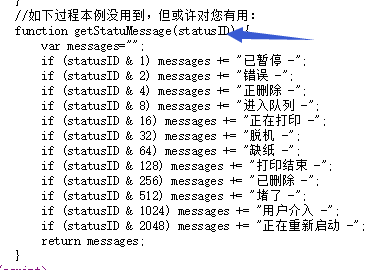 }
//如下过程本例没用到，但或许对您有用：
function getStatuMessage(statusID) {
var messages="";
if (statusID & 1) messages += "已暂停 -";
if (statusID & 2) messages += "错误 -";
if (statusID & 4) messages += "正删除 -";
if (statusID & 8) messages += "进入队列 -";
if (statusID & 16) messages += "正在打印 -";
if (statusID & 32) messages += "脱机 -";
if (statusID & 64) messages += "缺纸 -";
if (statusID & 128) messages += "打印结束 -";
if (statusID & 256) messages += "已删除 -";
if (statusID & 512) messages += "堵了 -";
if (statusID & 1024) messages += "用户介入 -";
if (statusID & 2048) messages += "正在重新启动 -";
return messages;
}